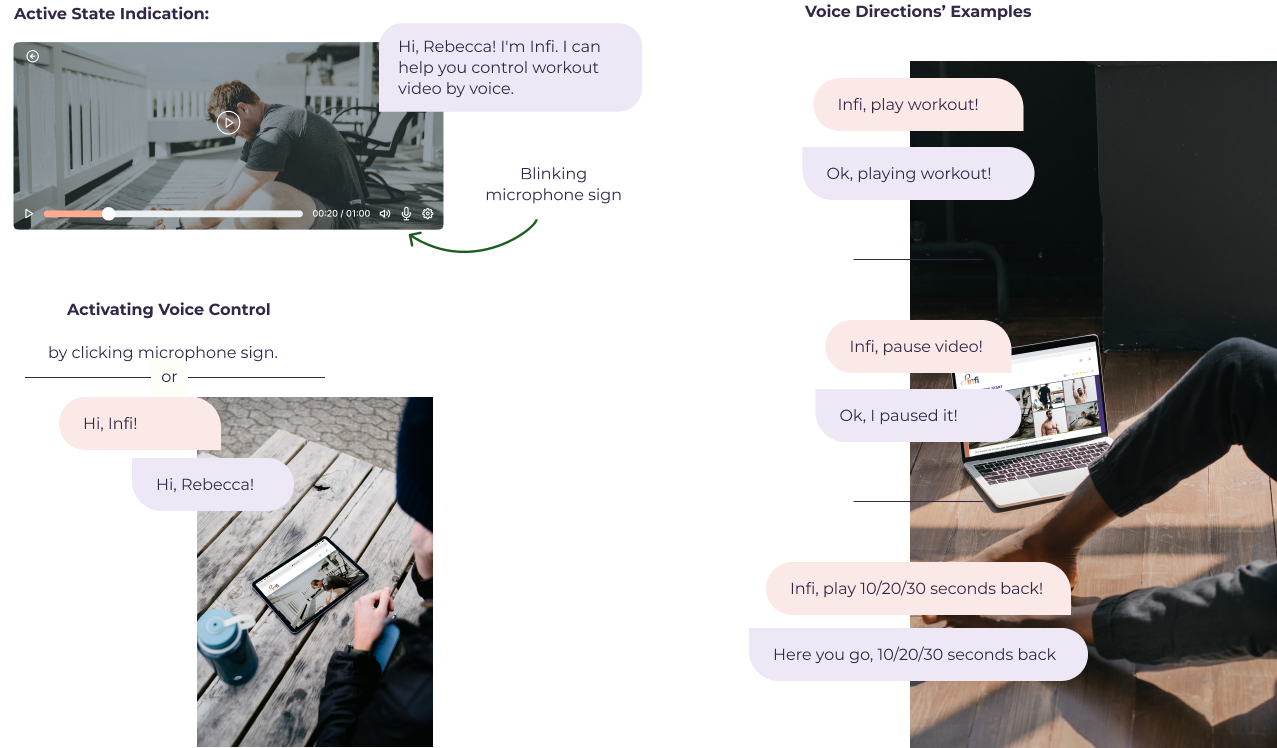 Active State Indication:
Hi, Rebecca! I'm Infi. I can
help you control workout
video by voice.
00:20 / 01:00
Blinking
microphone sign
Activating Voice Control
by clicking microphone sign.
or
Hi, Infi!
Hi, Rebecca!
Voice Directions’ Examples
Infi, play workout!
Ok, playing workout!
Infi, pause video!
Ok, I paused it!
Infi, play 10/20/30 seconds back!
Here you go, 10/20/30 seconds back